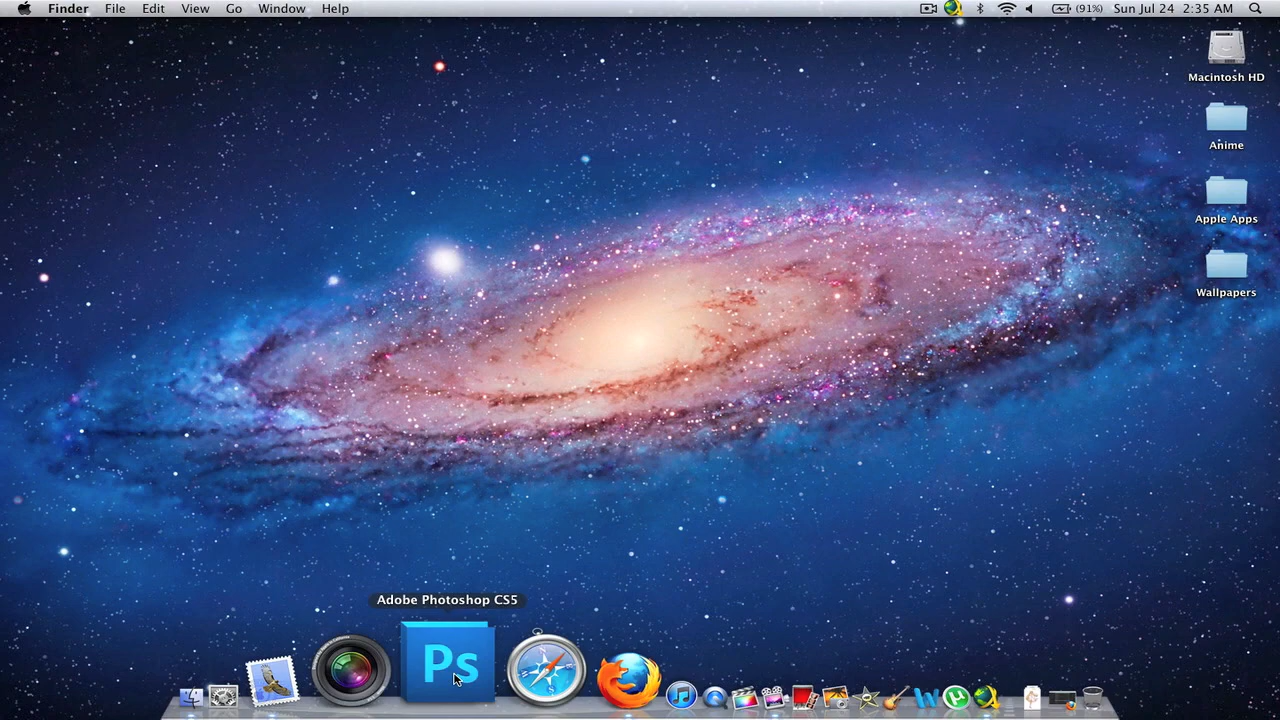 Finder File Edit View Go Window Help (91%) Sun Jul 24 2:35 AM
Macintosh HD
Anime
Apple Apps
Wallpapers
Adobe Photoshop CS5
Ps